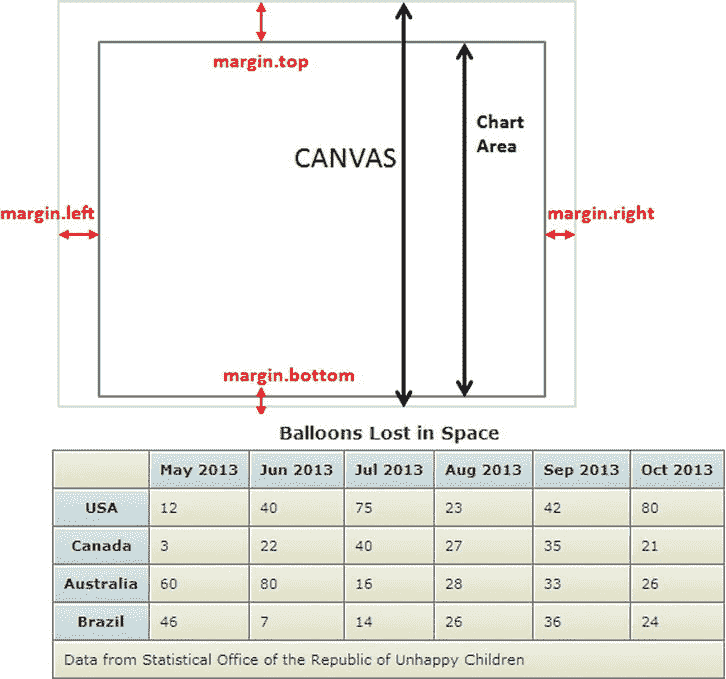 margin.top
CANVAS
Chart
Area
margin.left
margin.right
margin.bottom
Balloons Lost in Space
May 2013 Jun 2013 Jul 2013 Aug 2013 Sep 2013 Oct 2013
USA 12 40 75 23 42 80
Canada 3 22 40 27 35 21
Australia 60 80 16 28 33 26
Brazil 46 7 14 26 36 24
Data from Statistical Office of the Republic of Unhappy Children